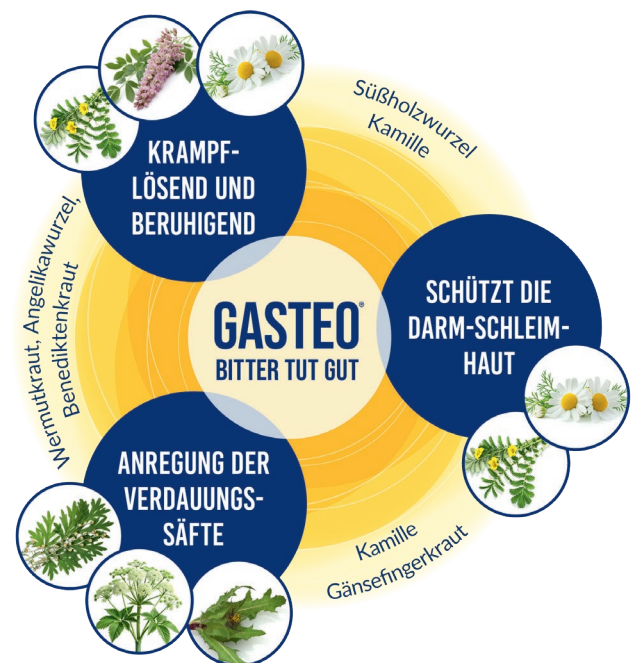 KRAMPF-
LÖSEND UND
BERUHIGEND
Süßholzwurzel
Kamille
Wermutkraut, Angelikawurzel,
Benediktenkraut
GASTEO®
BITTER TUT GUT
SCHÜTZT DIE
DARM-SCHLEIM-
HAUT
ANREGUNG DER
VERDAUUNGS-
SÄFTE
Kamille
Gänsefingerkraut